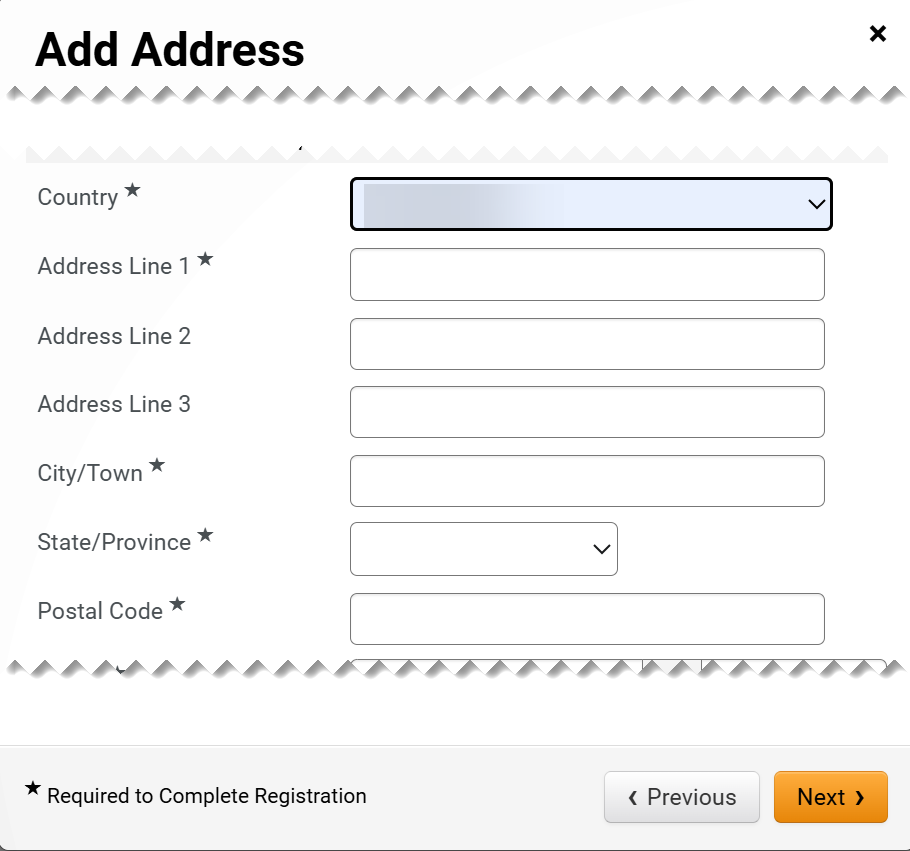 Add Address
Country ★
Address Line 1 ★
Address Line 2
Address Line 3
City/Town ★
State/Province ★
Postal Code ★
★ Required to Complete Registration
‹ Previous
Next ›